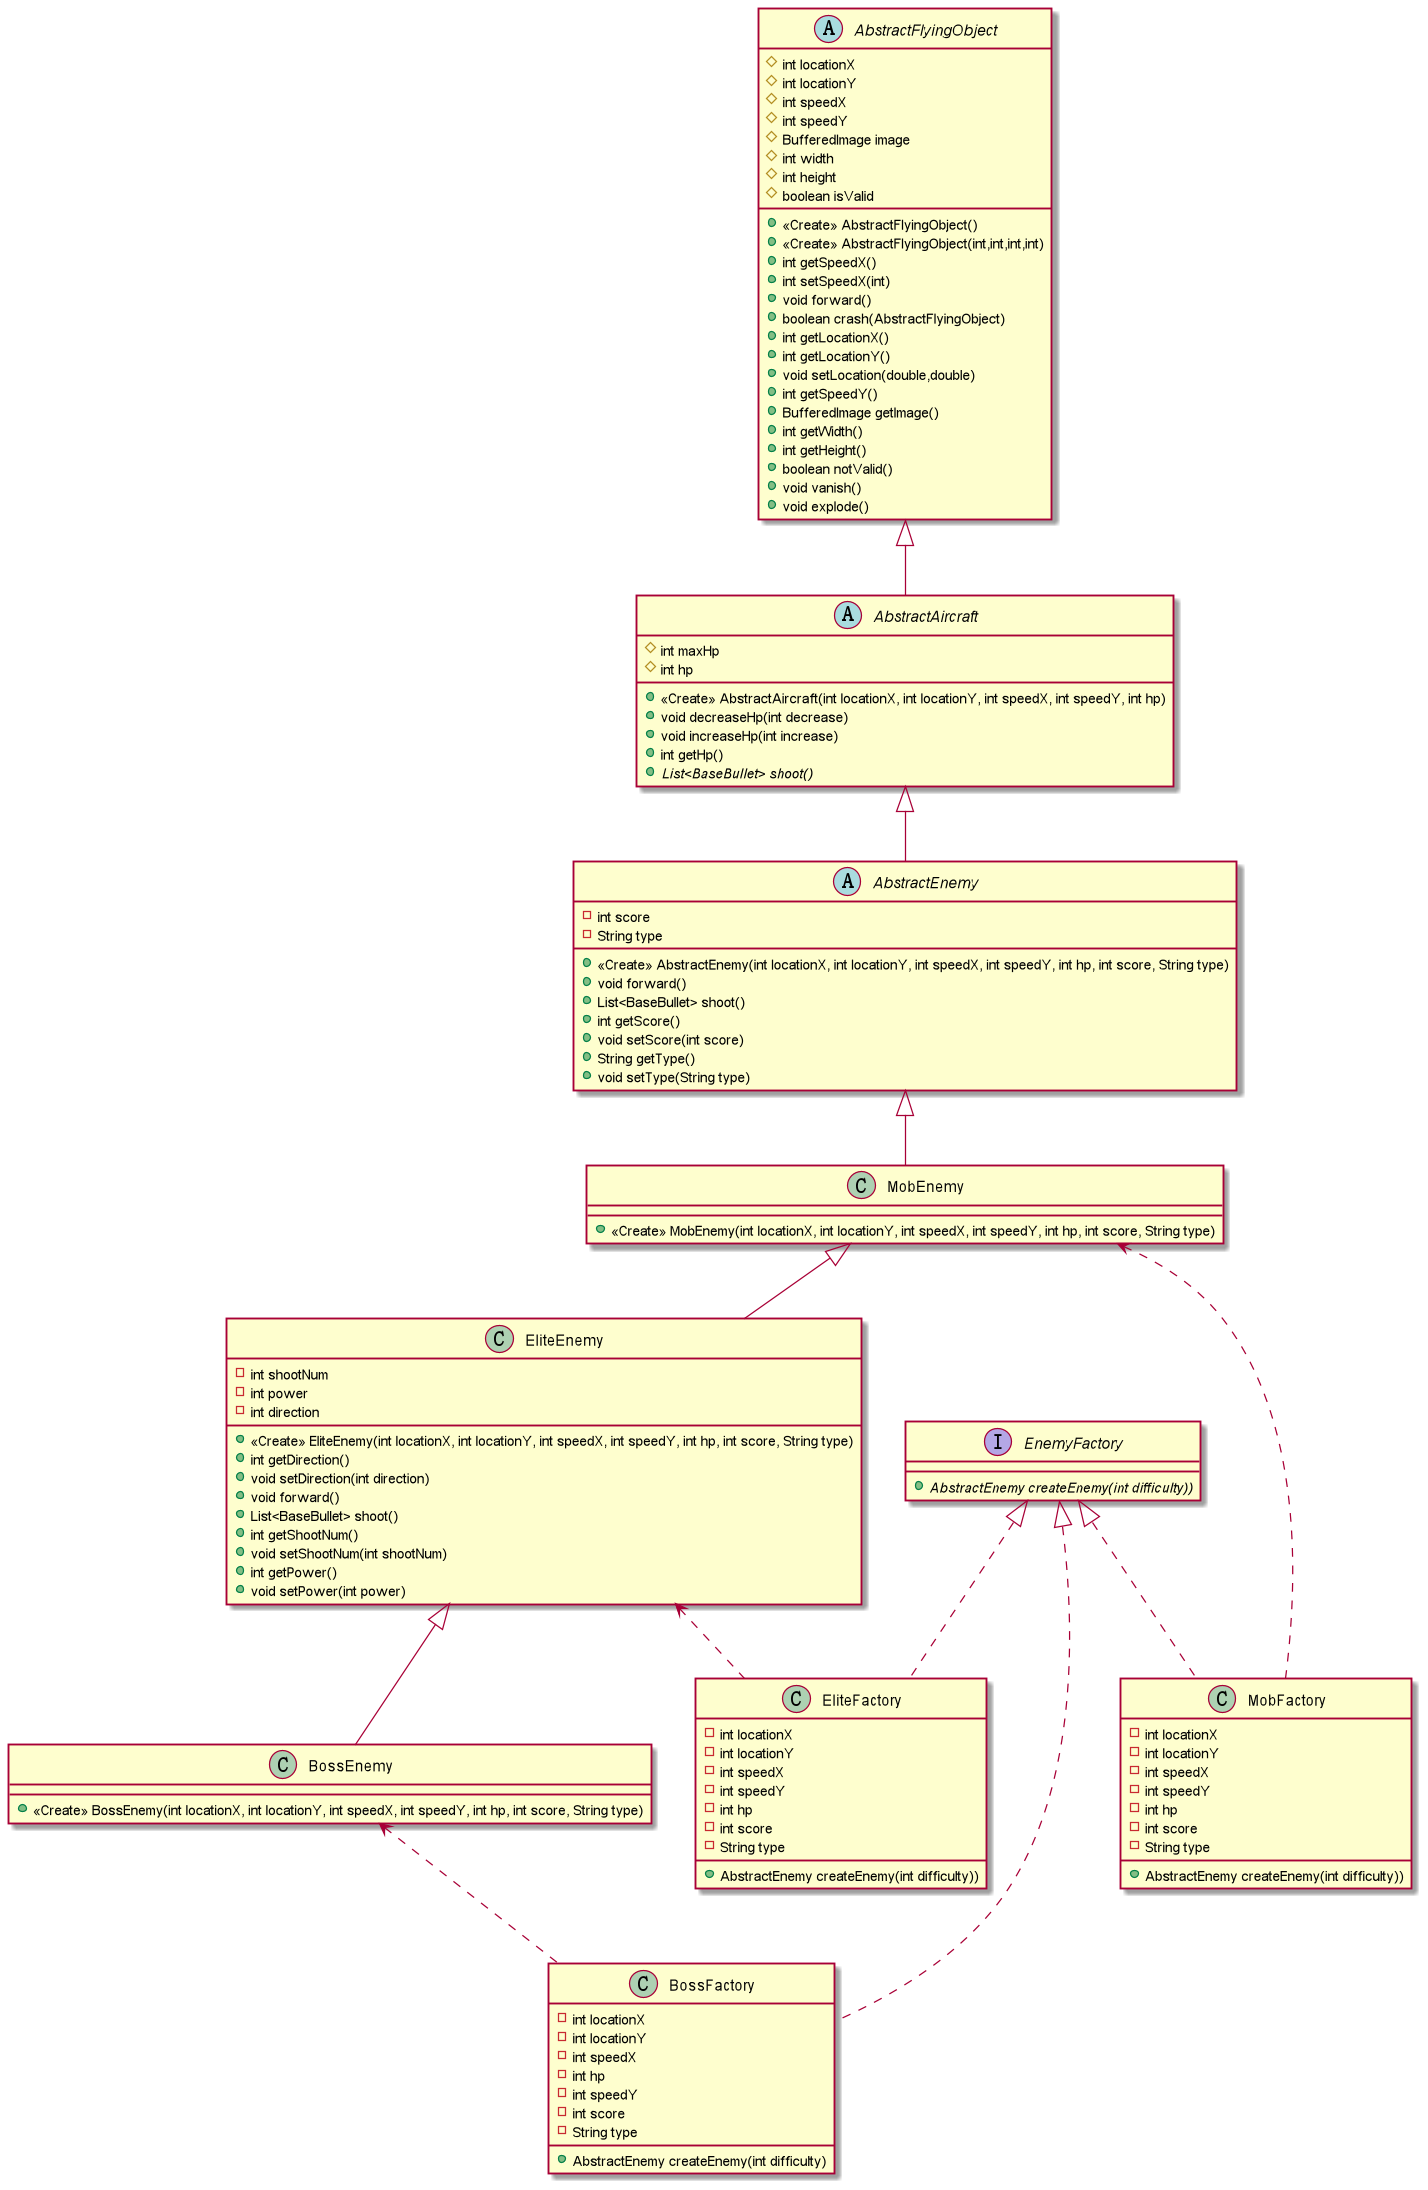 A AbstractFlyingObject
int locationX
int locationY
int speedX
int speedY
BufferedImage image
int width
int height
boolean isValid
«Create» AbstractFlyingObject()
«Create» AbstractFlyingObject(int,int,int,int)
int getSpeedX()
int setSpeedX(int)
void forward()
boolean crash(AbstractFlyingObject)
int getLocationX()
int getLocationY()
void setLocation(double,double)
int getSpeedY()
BufferedImage getImage()
int getWidth()
int getHeight()
boolean notValid()
void vanish()
void explode()
A AbstractAircraft
int maxHp
int hp
«Create» AbstractAircraft(int locationX, int locationY, int speedX, int speedY, int hp)
void decreaseHp(int decrease)
void increaseHp(int increase)
int getHp()
List<BaseBullet> shoot()
A AbstractEnemy
int score
String type
«Create» AbstractEnemy(int locationX, int locationY, int speedX, int speedY, int hp, int score, String type)
void forward()
List<BaseBullet> shoot()
int getScore()
void setScore(int score)
String getType()
void setType(String type)
C MobEnemy
«Create» MobEnemy(int locationX, int locationY, int speedX, int speedY, int hp, int score, String type)
C EliteEnemy
int shootNum
int power
int direction
«Create» EliteEnemy(int locationX, int locationY, int speedX, int speedY, int hp, int score, String type)
int getDirection()
void setDirection(int direction)
void forward()
List<BaseBullet> shoot()
int getShootNum()
void setShootNum(int shootNum)
int getPower()
void setPower(int power)
I EnemyFactory
AbstractEnemy createEnemy(int difficulty))
C BossEnemy
«Create» BossEnemy(int locationX, int locationY, int speedX, int speedY, int hp, int score, String type)
C EliteFactory
int locationX
int locationY
int speedX
int speedY
int hp
int score
String type
AbstractEnemy createEnemy(int difficulty))
C MobFactory
int locationX
int locationY
int speedX
int speedY
int hp
int score
String type
AbstractEnemy createEnemy(int difficulty))
C BossFactory
int locationX
int locationY
int speedX
int hp
int speedY
int score
String type
AbstractEnemy createEnemy(int difficulty)